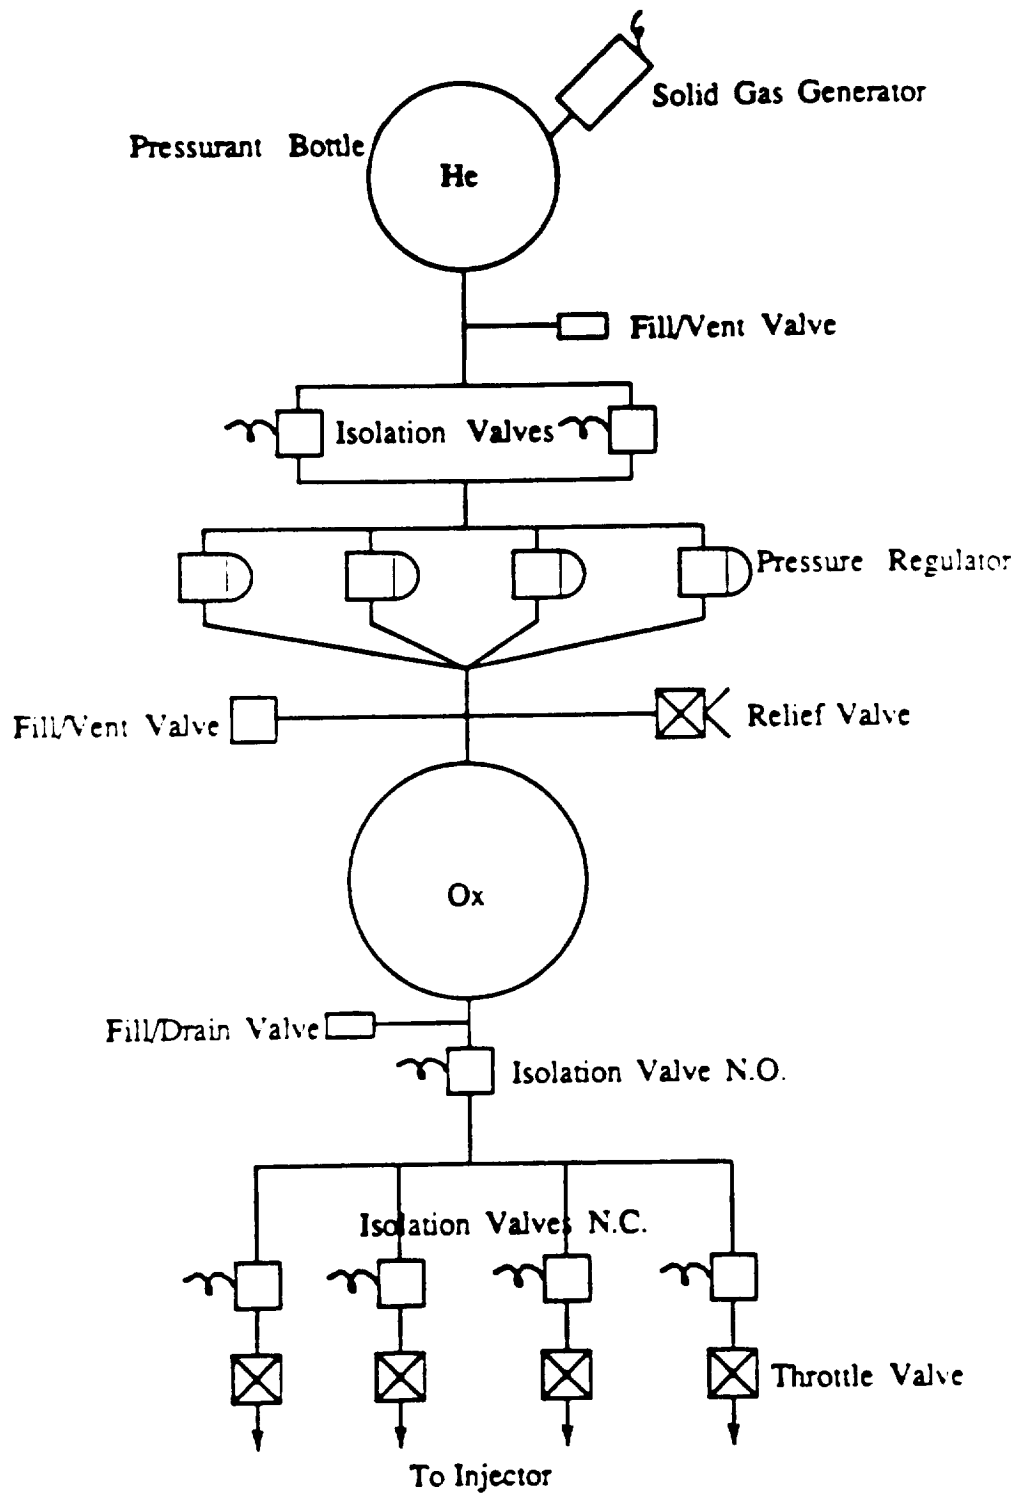 Solid Gas Generator
Pressurant Bottle
He
Fill/Vent Valve
Isolation Valves
Pressure Regulator
Fill/Vent Valve
Relief Valve
Ox
Fill/Drain Valve
Isolation Valve N.O.
Isolation Valves N.C.
Throttle Valve
To Injector